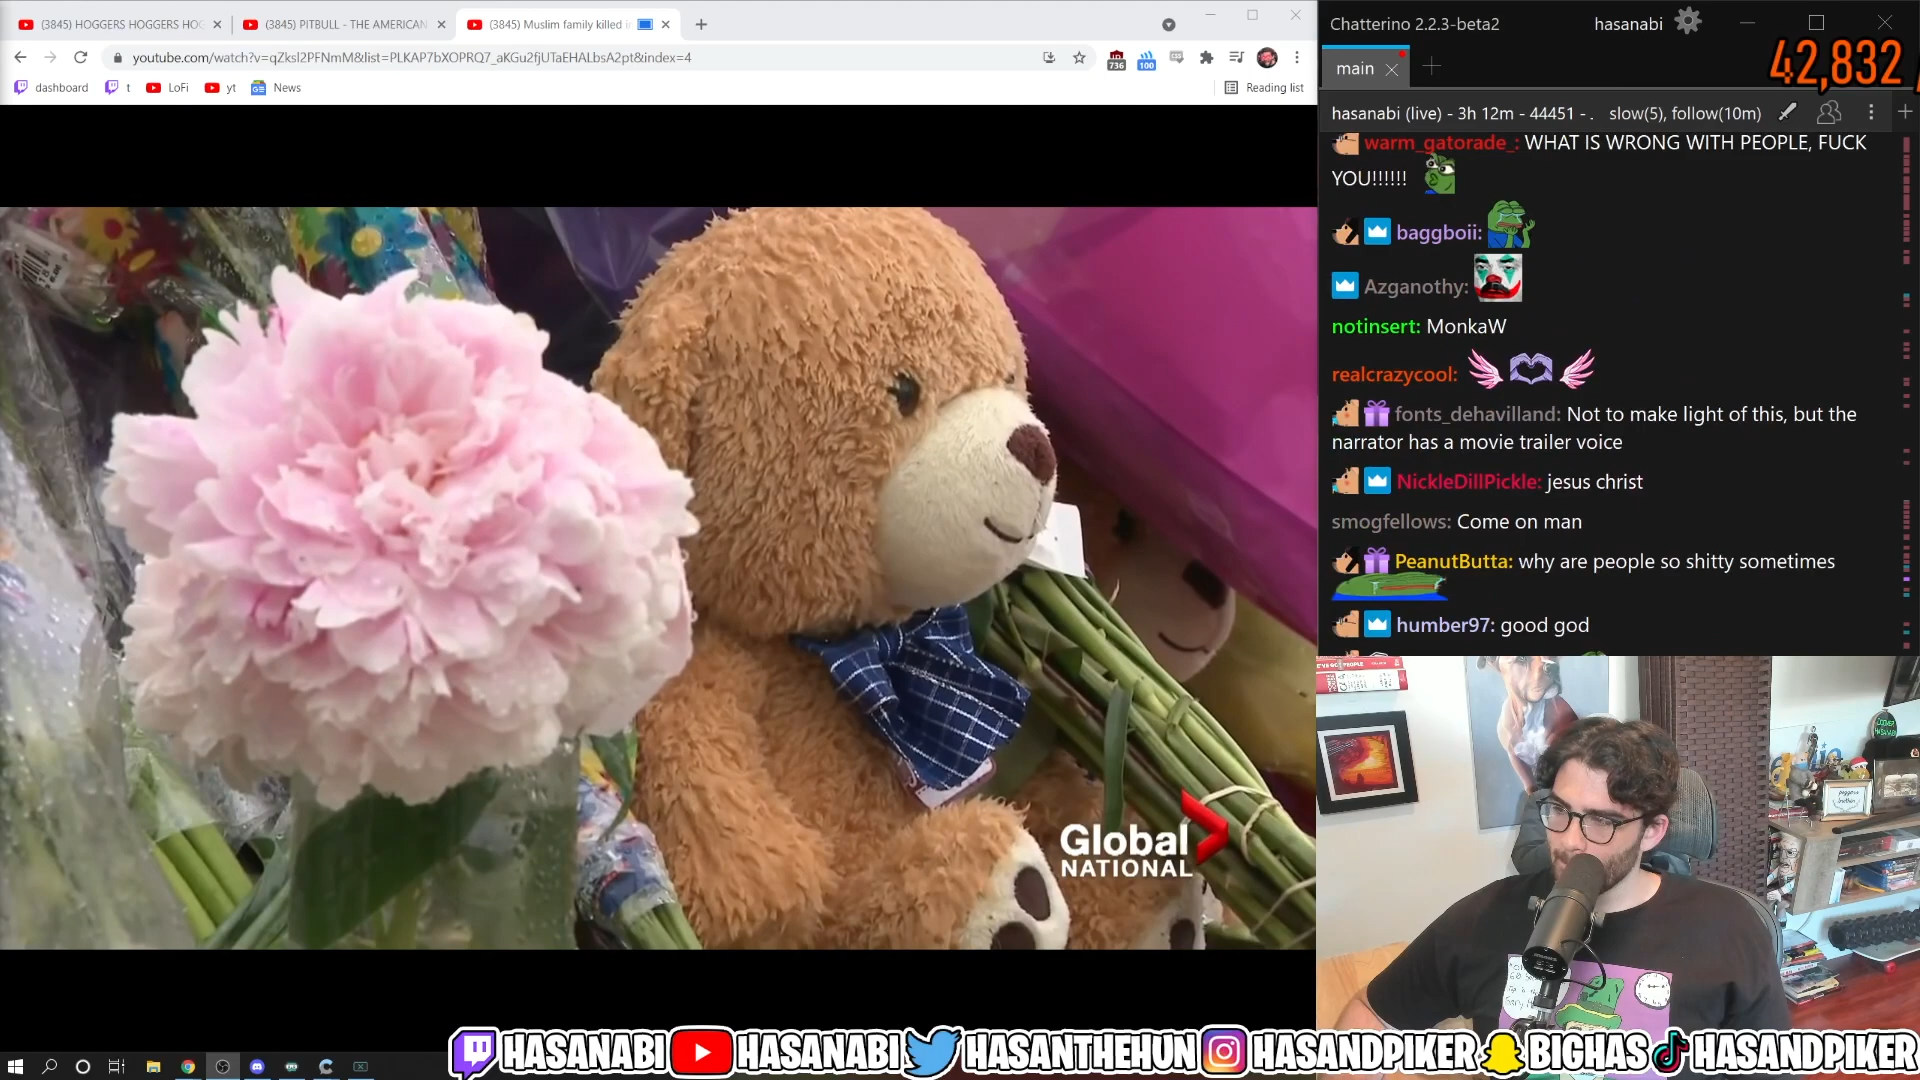 (3845) HOGGERS HOGGERS HOG
(3845) PITBULL - THE AMERICAN
(3845) Muslim family killed i
youtube.com/watch?v=qZksl2PFNmM&list=PLKAP7bXOPRQ7_aKGu2fjUTaEHALbsA2pt&index=4
736
100
dashboard
t
LoFi
yt
News
Reading list
Global
NATIONAL
Chatterino 2.2.3-beta2
hasanabi
main
42,832
hasanabi (live) - 3h 12m - 44451 - .
slow(5), follow(10m)
warm_gatorade_: WHAT IS WRONG WITH PEOPLE, FUCK
YOU!!!!!!
baggboii:
Azganothy:
notinsert: MonkaW
realcrazycool:
fonts_dehavilland: Not to make light of this, but the
narrator has a movie trailer voice
NickleDillPickle: jesus christ
smogfellows: Come on man
PeanutButta: why are people so shitty sometimes
humber97: good god
HASANABI HASANABI HASANTHEHUN HASANDPIKER BIGHAS HASANDPIKER